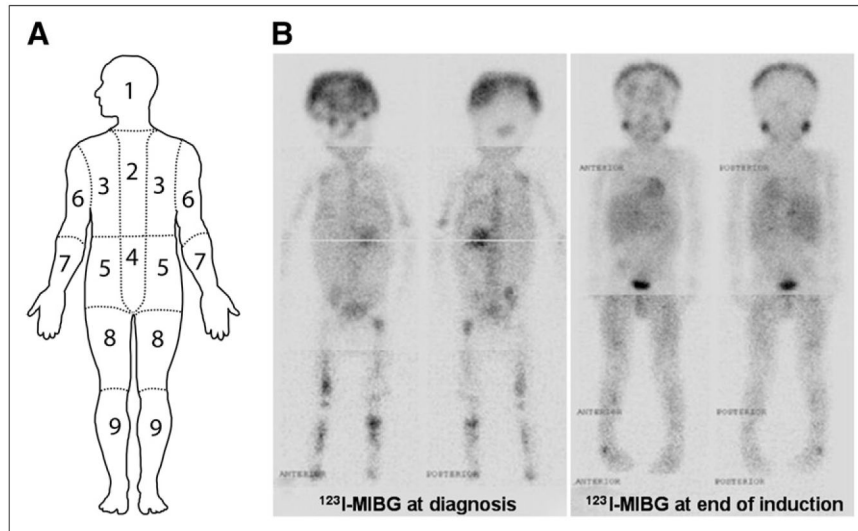 A
B
1
2
3
3
6
6
4
5
5
7
7
8
8
9
9
ANTERIOR
POSTERIOR
ANTERIOR
POSTERIOR
ANTERIOR
POSTERIOR
ANTERIOR
POSTERIOR
¹²³I-MIBG at diagnosis
¹²³I-MIBG at end of induction